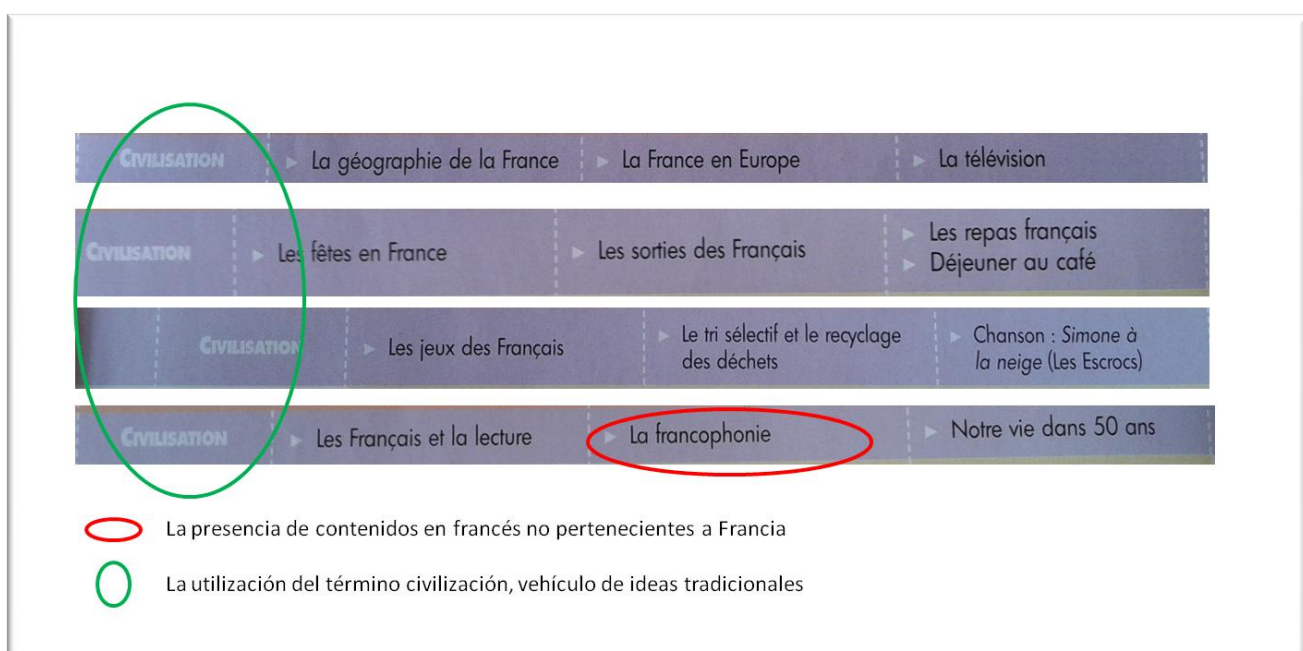 CIVILISATION ▸ La géographie de la France ▸ La France en Europe ▸ La télévision
CIVILISATION ▸ Les fêtes en France ▸ Les sorties des Français ▸ Les repas français
▸ Déjeuner au café
CIVILISATION ▸ Les jeux des Français ▸ Le tri sélectif et le recyclage
des déchets ▸ Chanson : Simone à
la neige (Les Escrocs)
CIVILISATION ▸ Les Français et la lecture ▸ La francophonie ▸ Notre vie dans 50 ans
La presencia de contenidos en francés no pertenecientes a Francia
La utilización del término civilización, vehículo de ideas tradicionales